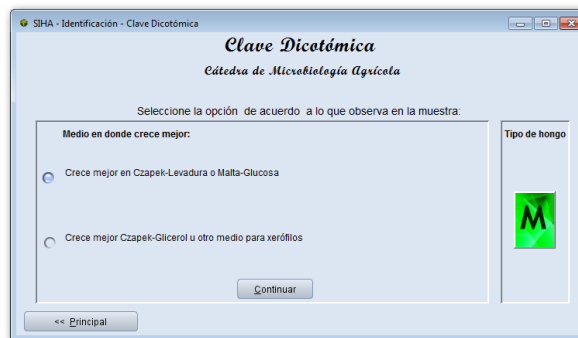 SIHA - Identificación - Clave Dicotómica
Clave Dicotómica
Cátedra de Microbiología Agrícola
Seleccione la opción de acuerdo a lo que observa en la muestra:
Medio en donde crece mejor:
Tipo de hongo
Crece mejor en Czapek-Levadura o Malta-Glucosa
M
Crece mejor Czapek-Glicerol u otro medio para xerófilos
Continuar
<< Principal